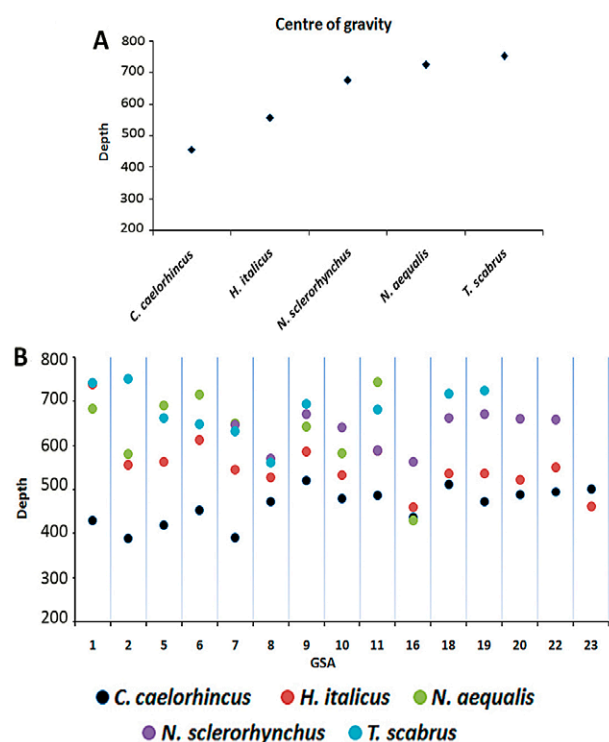 Centre of gravity
A
800
700
600
500
400
300
200
Depth
C. caelorhincus
H. italicus
N. sclerorhynchus
N. aequalis
T. scabrus
B
800
700
600
500
400
300
200
Depth
1 2 5 6 7 8 9 10 11 16 18 19 20 22 23
GSA
C. caelorhincus H. italicus N. aequalis
N. sclerorhynchus T. scabrus